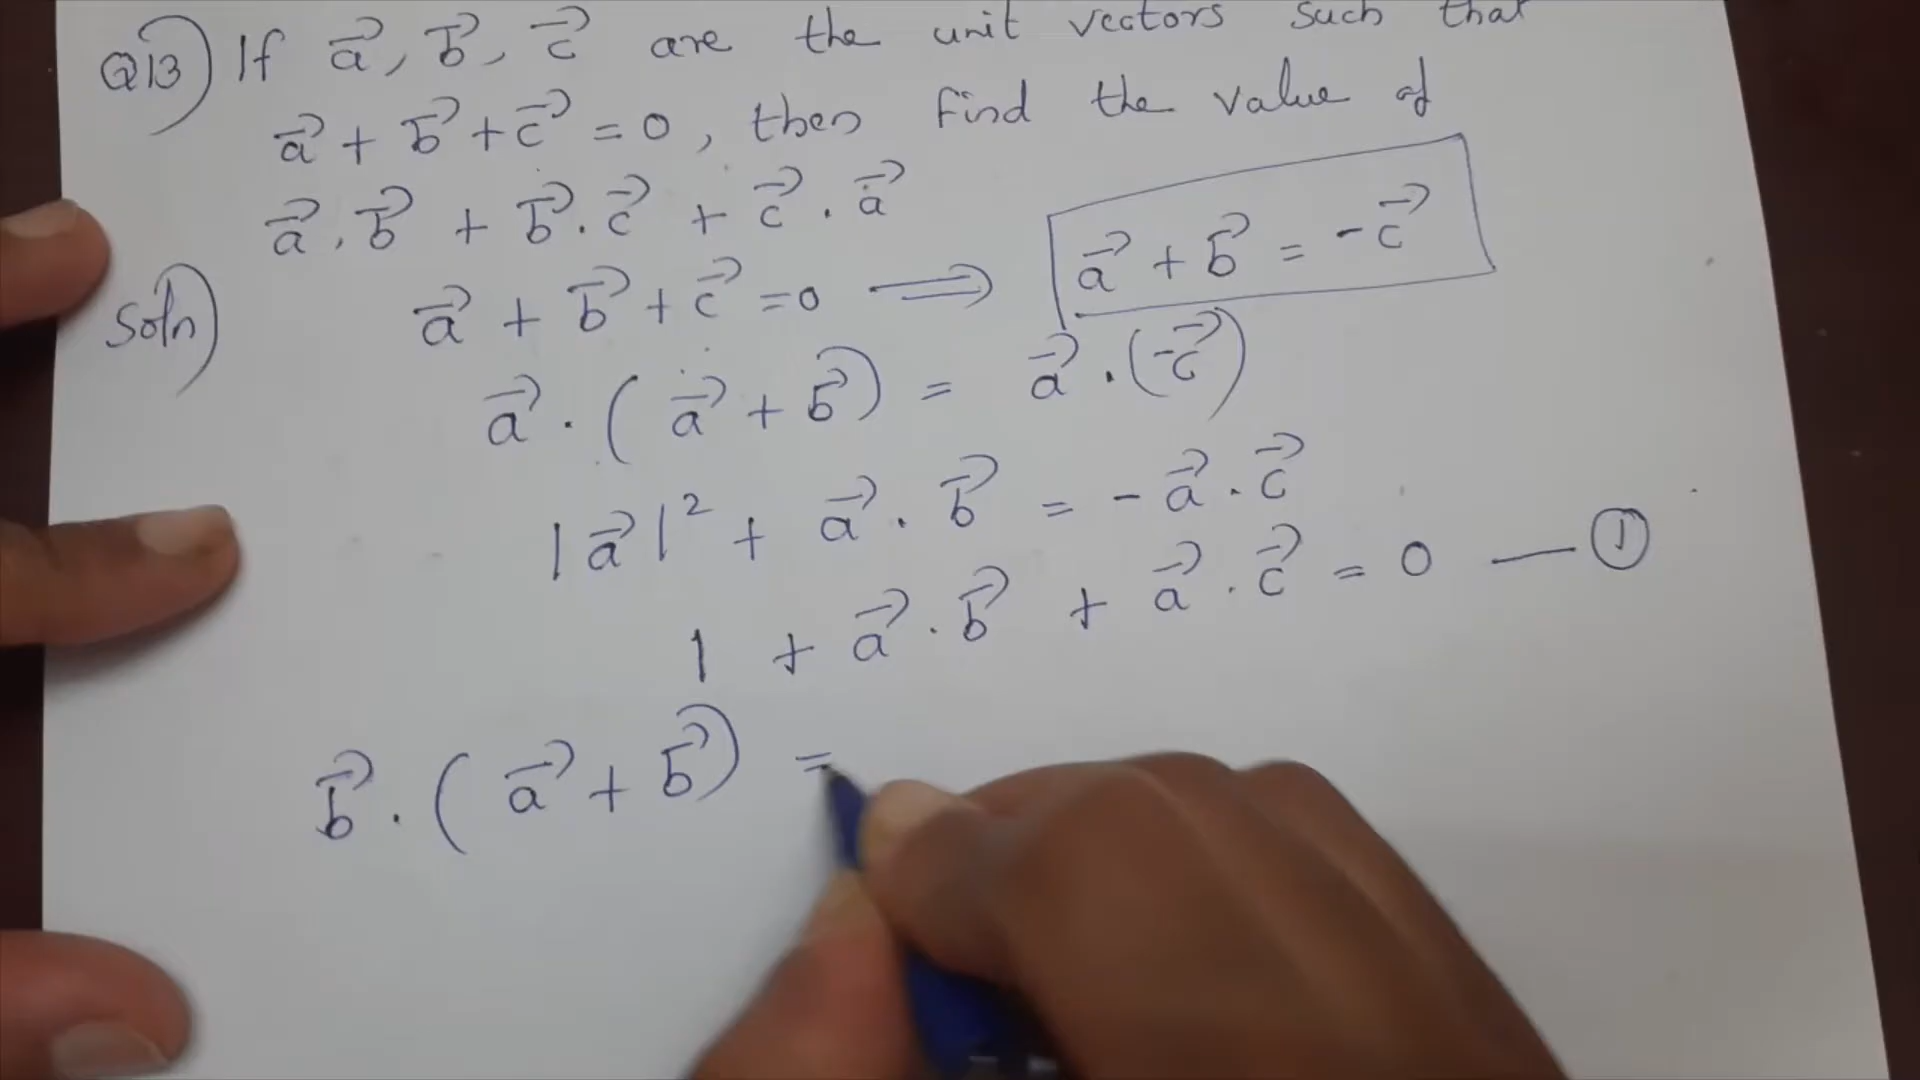 Q13) If a⃗, b⃗, c⃗ are the unit vectors such that
a⃗ + b⃗ + c⃗ = 0, then find the value of
a⃗ . b⃗ + b⃗ . c⃗ + c⃗ . a⃗
Soln) a⃗ + b⃗ + c⃗ = 0 ⟹ a⃗ + b⃗ = -c⃗
a⃗ . ( a⃗ + b⃗ ) = a⃗ . (-c⃗)
|a⃗|² + a⃗ . b⃗ = - a⃗ . c⃗
1 + a⃗ . b⃗ + a⃗ . c⃗ = 0 — ①
b⃗ . ( a⃗ + b⃗ ) =